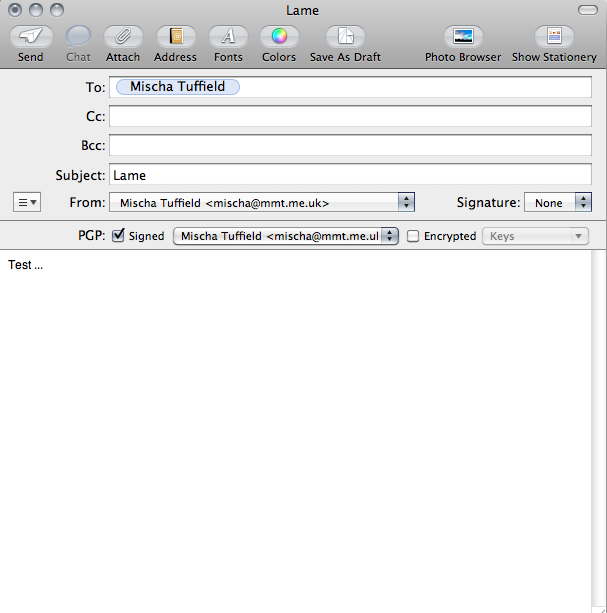 Lame
Send Chat Attach Address Fonts Colors Save As Draft Photo Browser Show Stationery
To: Mischa Tuffield
Cc:
Bcc:
Subject: Lame
From: Mischa Tuffield <mischa@mmt.me.uk> Signature: None
PGP: Signed Mischa Tuffield <mischa@mmt.me.ul Encrypted Keys
Test ...